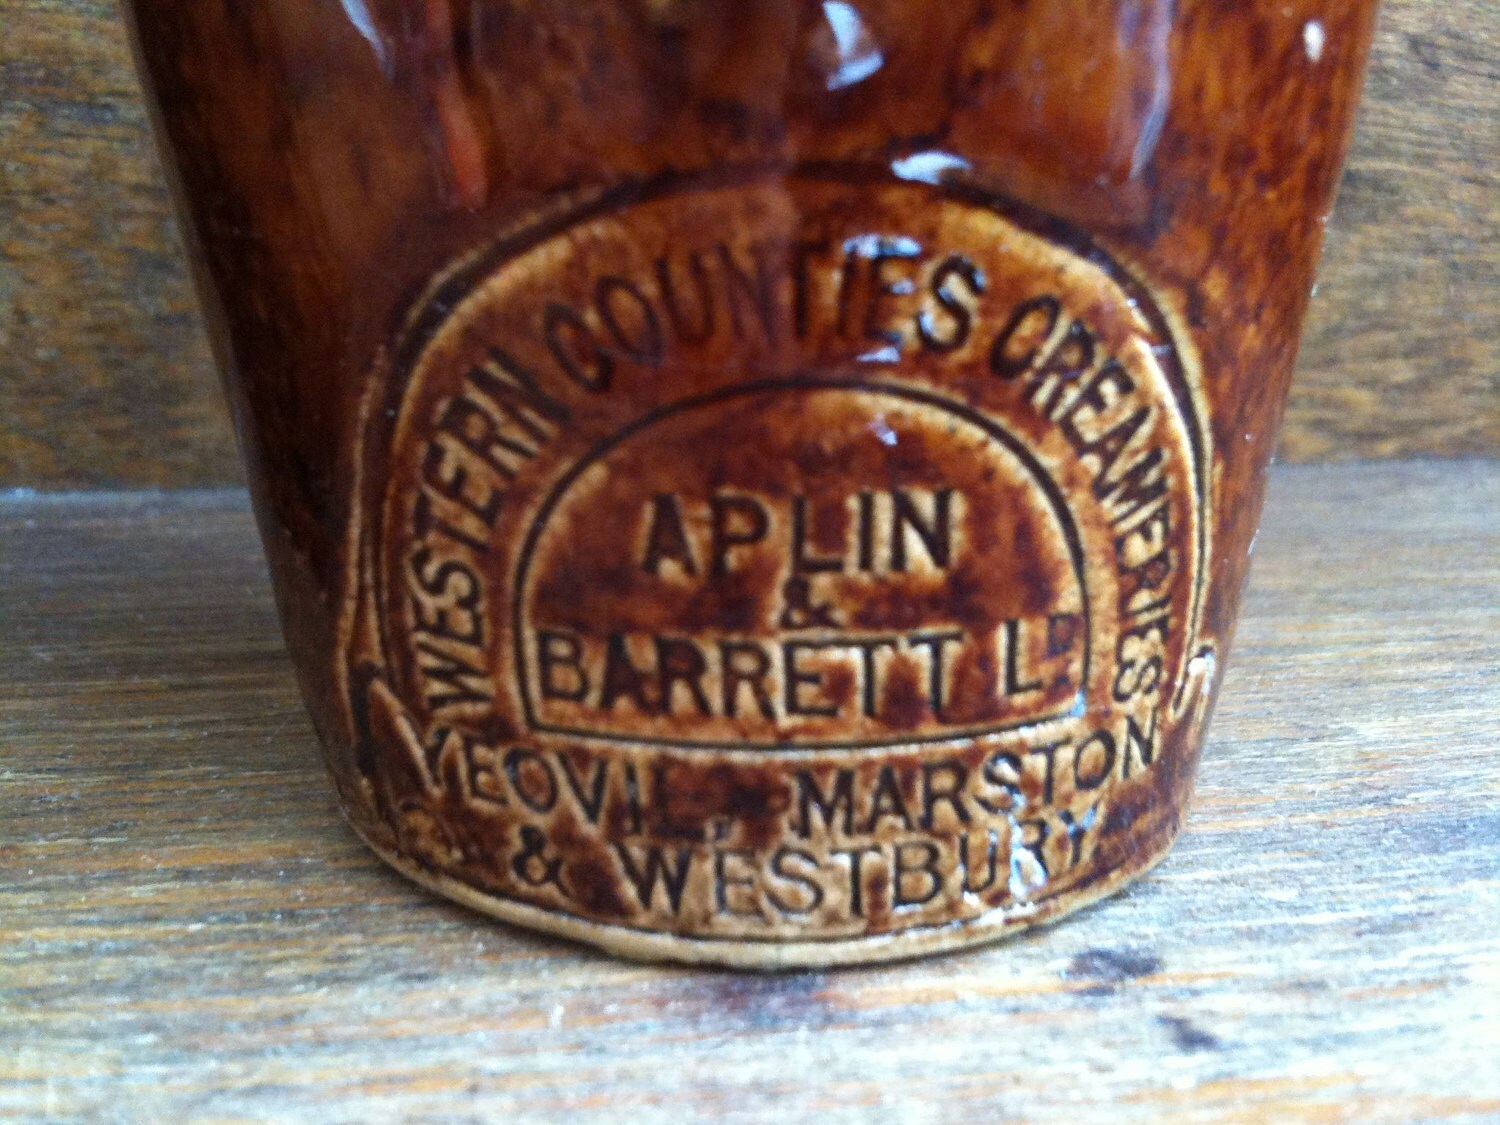 WESTERN COUNTIES CREAMERIES
APLIN
&
BARRETT LD
YEOVIL, MARSTON
& WESTBURY